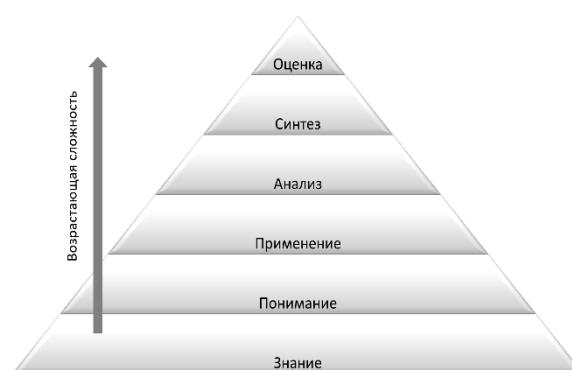 Возрастающая сложность
Оценка
Синтез
Анализ
Применение
Понимание
Знание